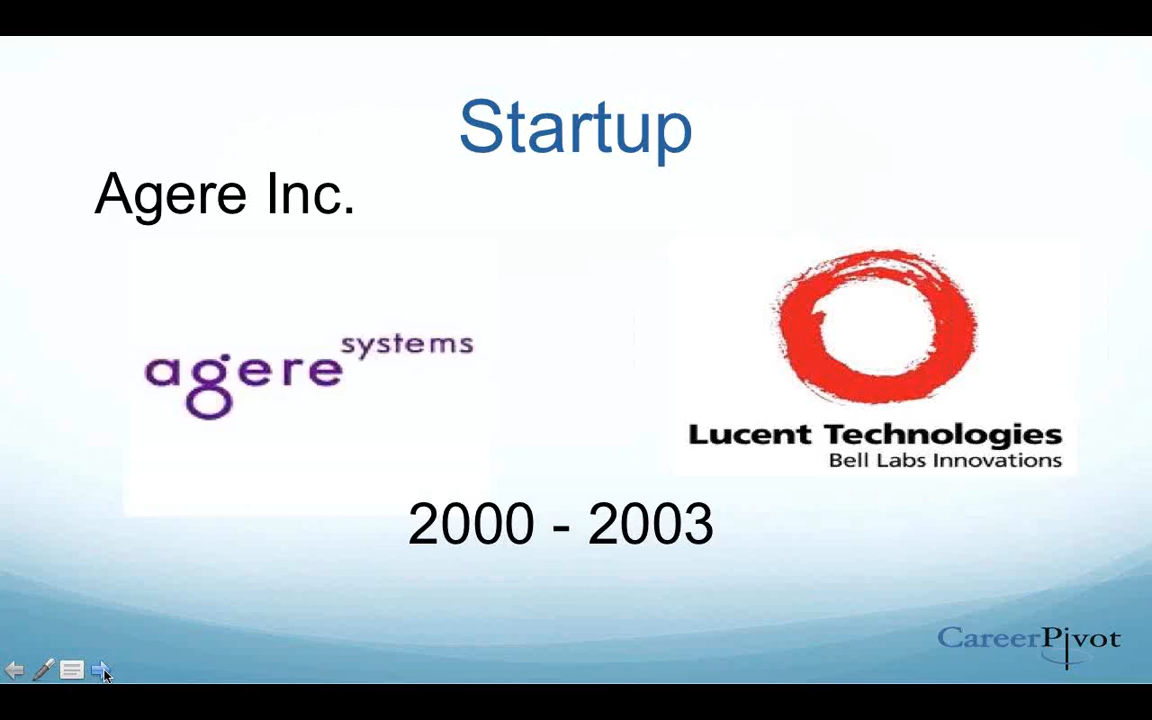 Startup
Agere Inc.
agere systems
Lucent Technologies
Bell Labs Innovations
2000 - 2003
CareerPivot